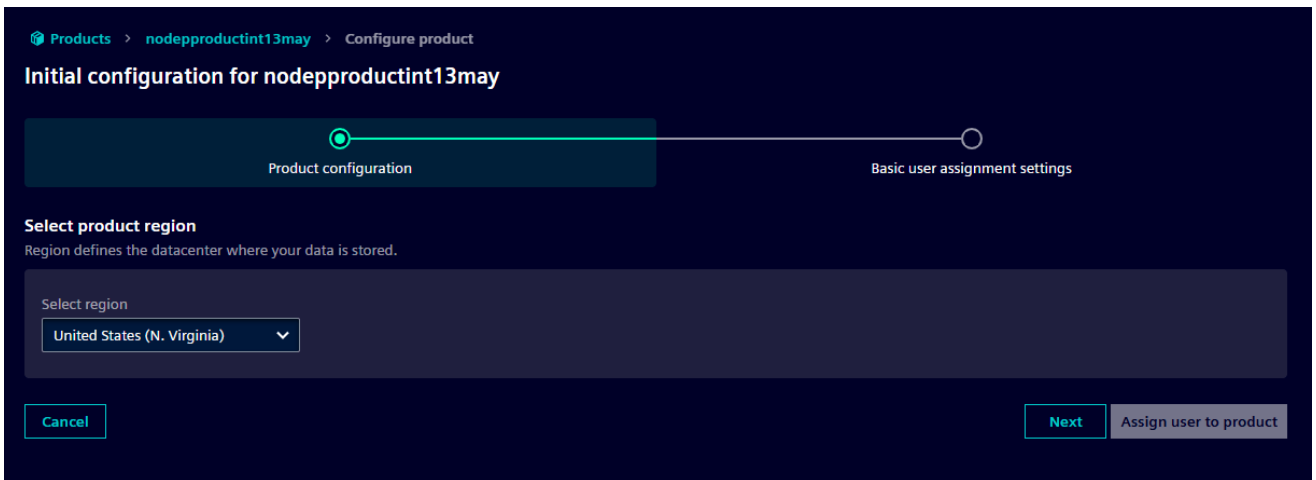 Products > nodepproductint13may > Configure product
Initial configuration for nodepproductint13may
Product configuration
Basic user assignment settings
Select product region
Region defines the datacenter where your data is stored.
Select region
United States (N. Virginia)
Cancel
Next
Assign user to product